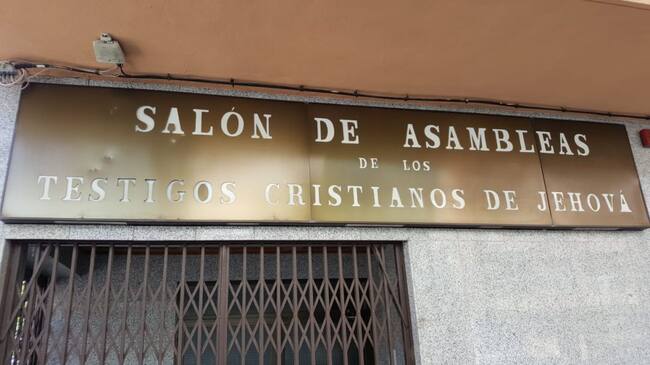 SALÓN DE ASAMBLEAS
DE LOS
TESTIGOS CRISTIANOS DE JEHOVÁ